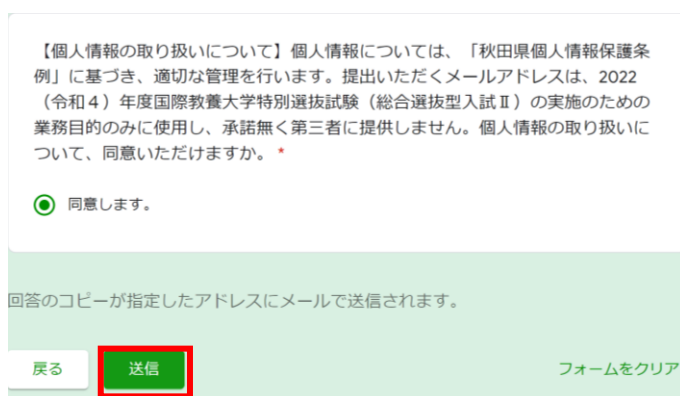 【個人情報の取り扱いについて】個人情報については、「秋田県個人情報保護条
例」に基づき、適切な管理を行います。提出いただくメールアドレスは、2022
（令和４）年度国際教養大学特別選抜試験（総合選抜型入試Ⅱ）の実施のための
業務目的のみに使用し、承諾無く第三者に提供しません。個人情報の取り扱いに
ついて、同意いただけますか。 *
同意します。
回答のコピーが指定したアドレスにメールで送信されます。
戻る 送信 フォームをクリア